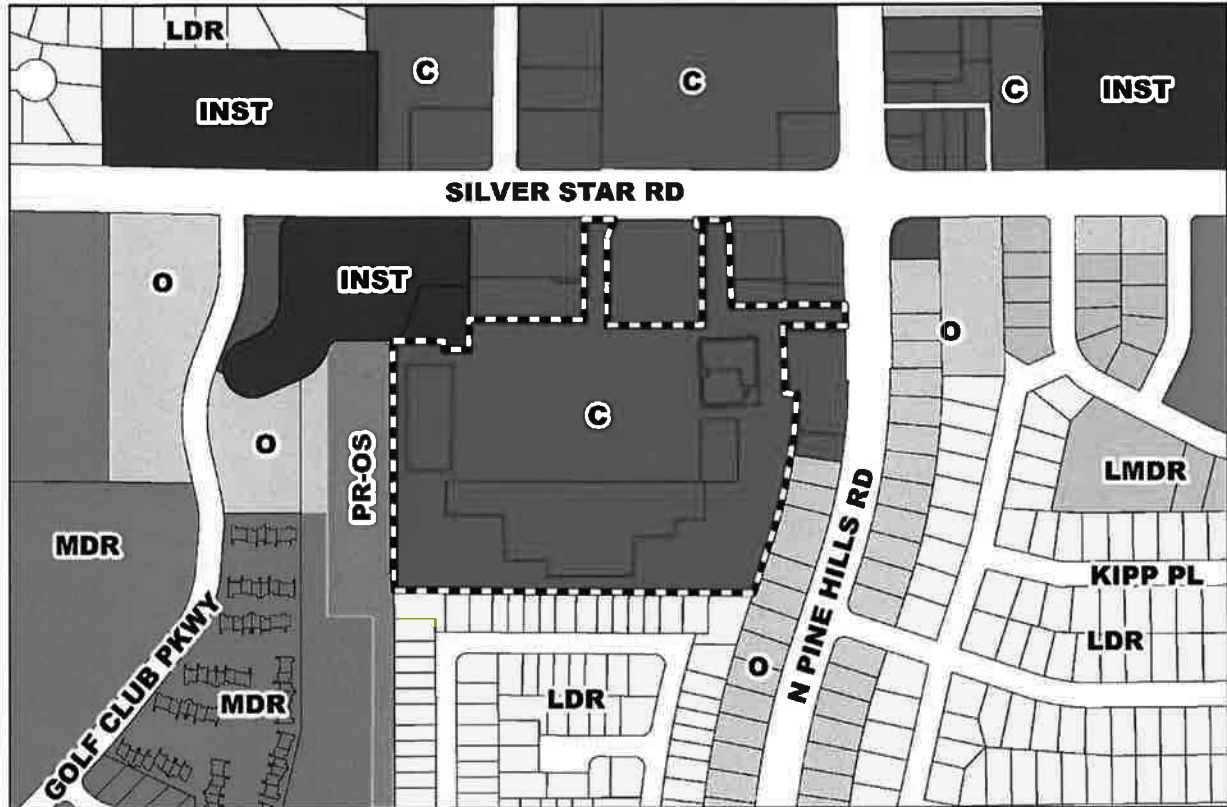 LDR
C
C
C
INST
INST
SILVER STAR RD
O
INST
O
C
O
PR-OS
LMDR
MDR
N PINE HILLS RD
KIPP PL
LDR
GOLF CLUB PKWY
MDR
LDR
O